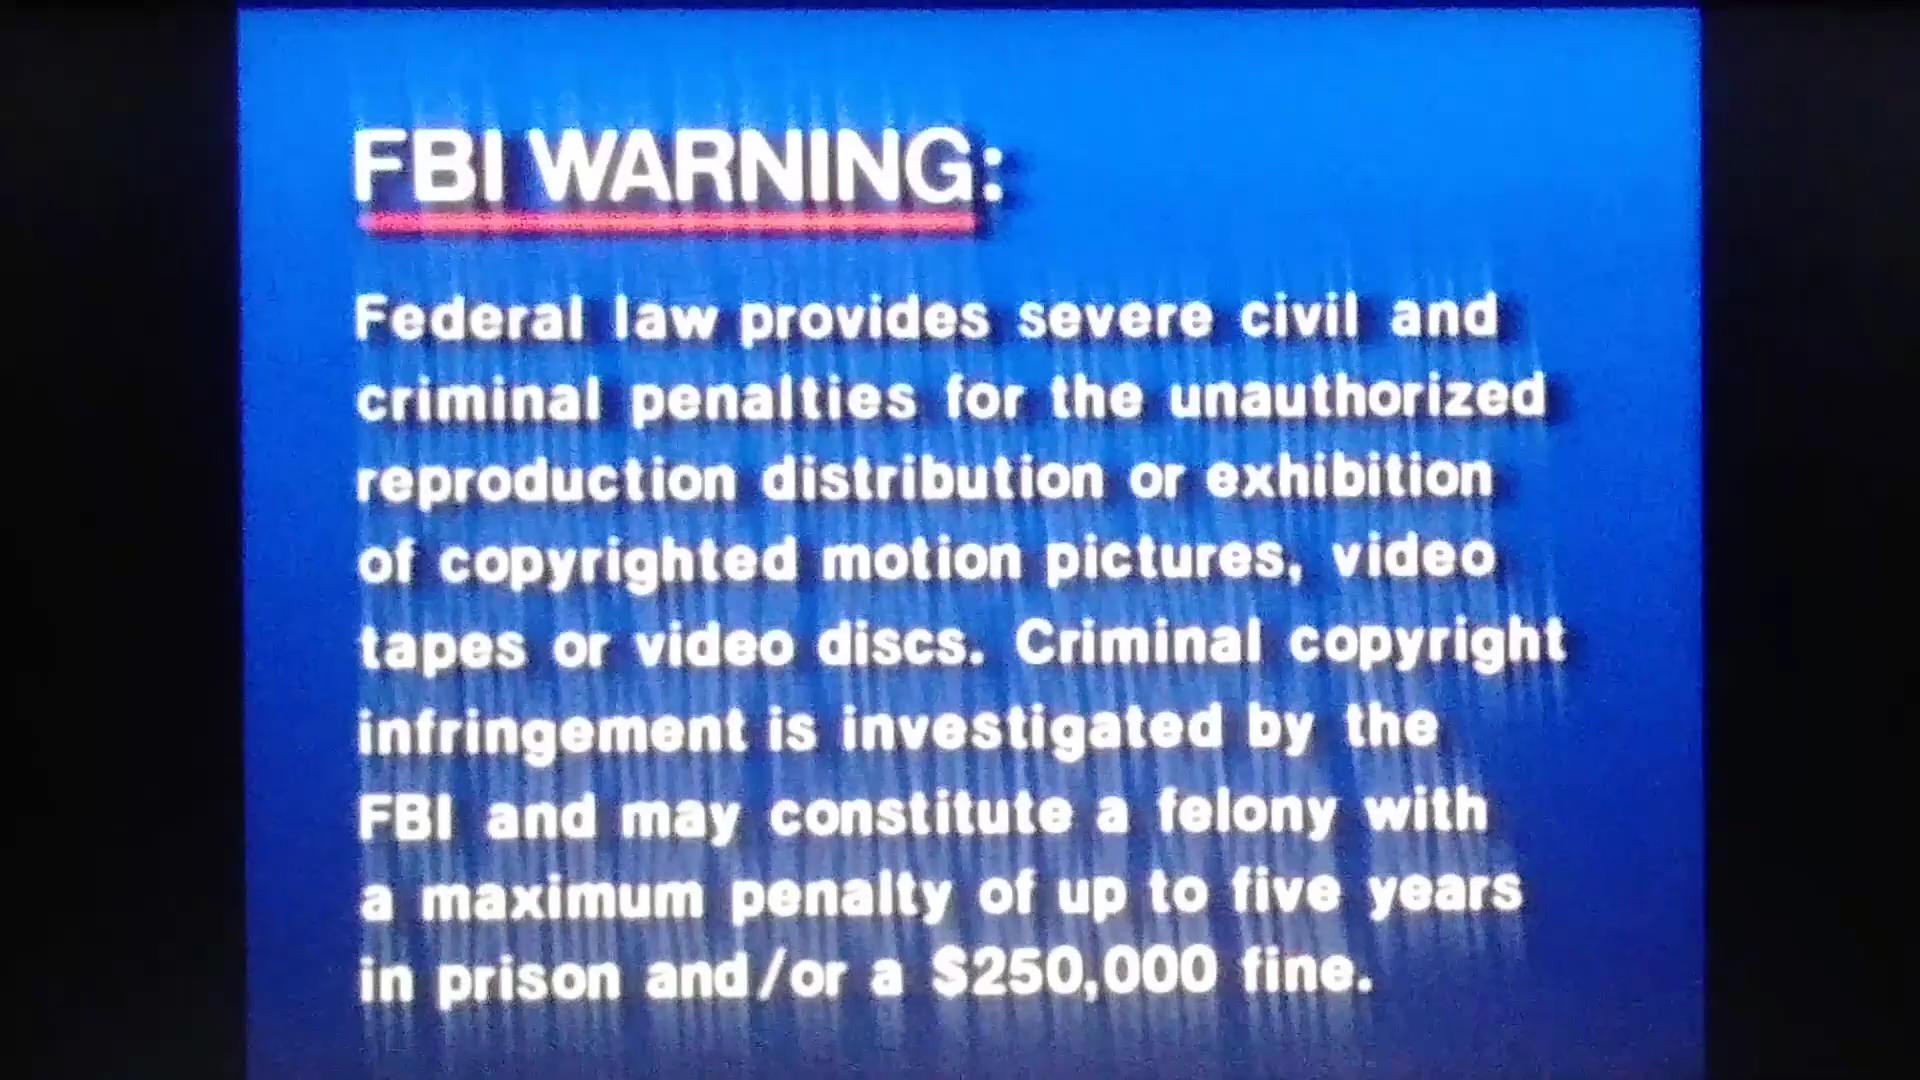 FBI WARNING:
Federal law provides severe civil and
criminal penalties for the unauthorized
reproduction distribution or exhibition
of copyrighted motion pictures, video
tapes or video discs. Criminal copyright
infringement is investigated by the
FBI and may constitute a felony with
a maximum penalty of up to five years
in prison and/or a $250,000 fine.